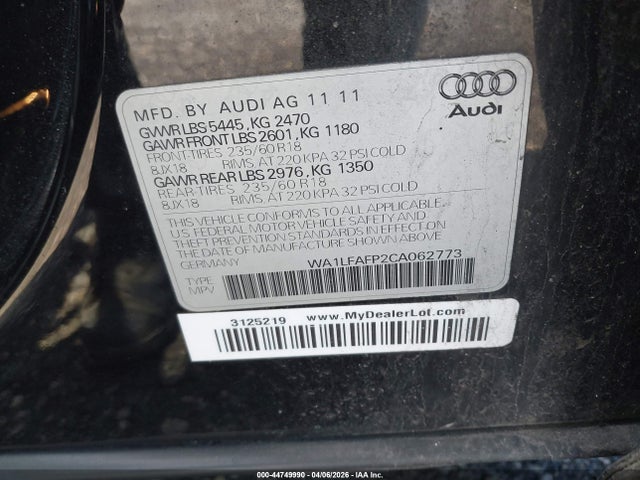 MFD. BY AUDI AG 11 11
GVWR LBS 5445, KG 2470
GAWR FRONT LBS 2601, KG 1180
FRONT-TIRES 235/60 R18
8JX18 RIMS, AT 220 KPA 32 PSI COLD
GAWR REAR LBS 2976, KG 1350
REAR-TIRES 235/60 R18
8JX18 RIMS, AT 220 KPA 32 PSI COLD
THIS VEHICLE CONFORMS TO ALL APPLICABLE
U.S. FEDERAL MOTOR VEHICLE SAFETY AND
THEFT PREVENTION STANDARDS IN EFFECT ON
THE DATE OF MANUFACTURE SHOWN ABOVE
GERMANY WA1LFAFP2CA062773
TYPE
MPV
Audi
3125219 www.MyDealerLot.com
000-44749990 04/06/2026 IAA Inc.